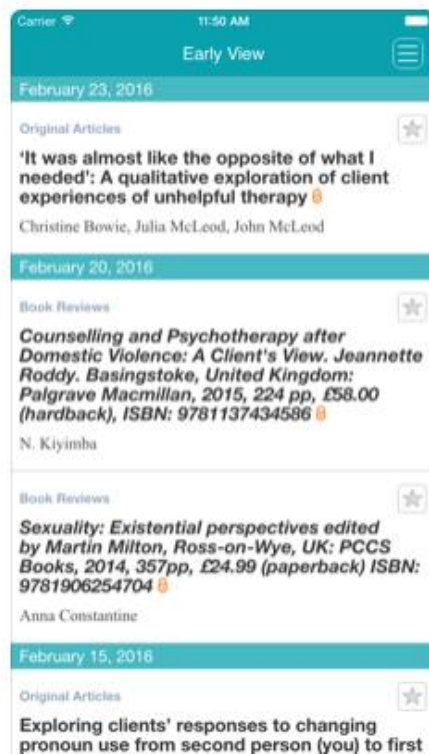 Carrier 11:50 AM
Early View
February 23, 2016
Original Articles
‘It was almost like the opposite of what I
needed’: A qualitative exploration of client
experiences of unhelpful therapy
Christine Bowie, Julia McLeod, John McLeod
February 20, 2016
Book Reviews
Counselling and Psychotherapy after
Domestic Violence: A Client's View. Jeannette
Roddy. Basingstoke, United Kingdom:
Palgrave Macmillan, 2015, 224 pp, £58.00
(hardback), ISBN: 9781137434586
N. Kiyimba
Book Reviews
Sexuality: Existential perspectives edited
by Martin Milton, Ross-on-Wye, UK: PCCS
Books, 2014, 357pp, £24.99 (paperback) ISBN:
9781906254704
Anna Constantine
February 15, 2016
Original Articles
Exploring clients’ responses to changing
pronoun use from second person (you) to first